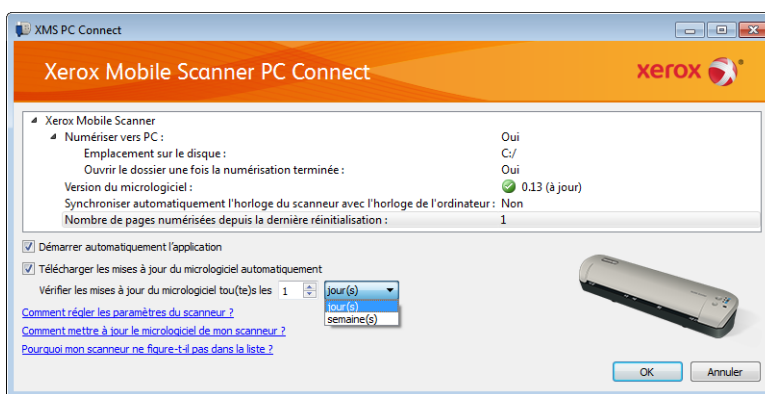 XMS PC Connect
Xerox Mobile Scanner PC Connect
xerox
Xerox Mobile Scanner
Numériser vers PC : Oui
Emplacement sur le disque : C:/
Ouvrir le dossier une fois la numérisation terminée : Oui
Version du micrologiciel : 0.13 (à jour)
Synchroniser automatiquement l'horloge du scanneur avec l'horloge de l'ordinateur : Non
Nombre de pages numérisées depuis la dernière réinitialisation : 1
Démarrer automatiquement l'application
Télécharger les mises à jour du micrologiciel automatiquement
Vérifier les mises à jour du micrologiciel tou(te)s les 1 jour(s)
jour(s)
semaine(s)
Comment régler les paramètres du scanneur ?
Comment mettre à jour le micrologiciel de mon scanneur ?
Pourquoi mon scanneur ne figure-t-il pas dans la liste ?
OK Annuler